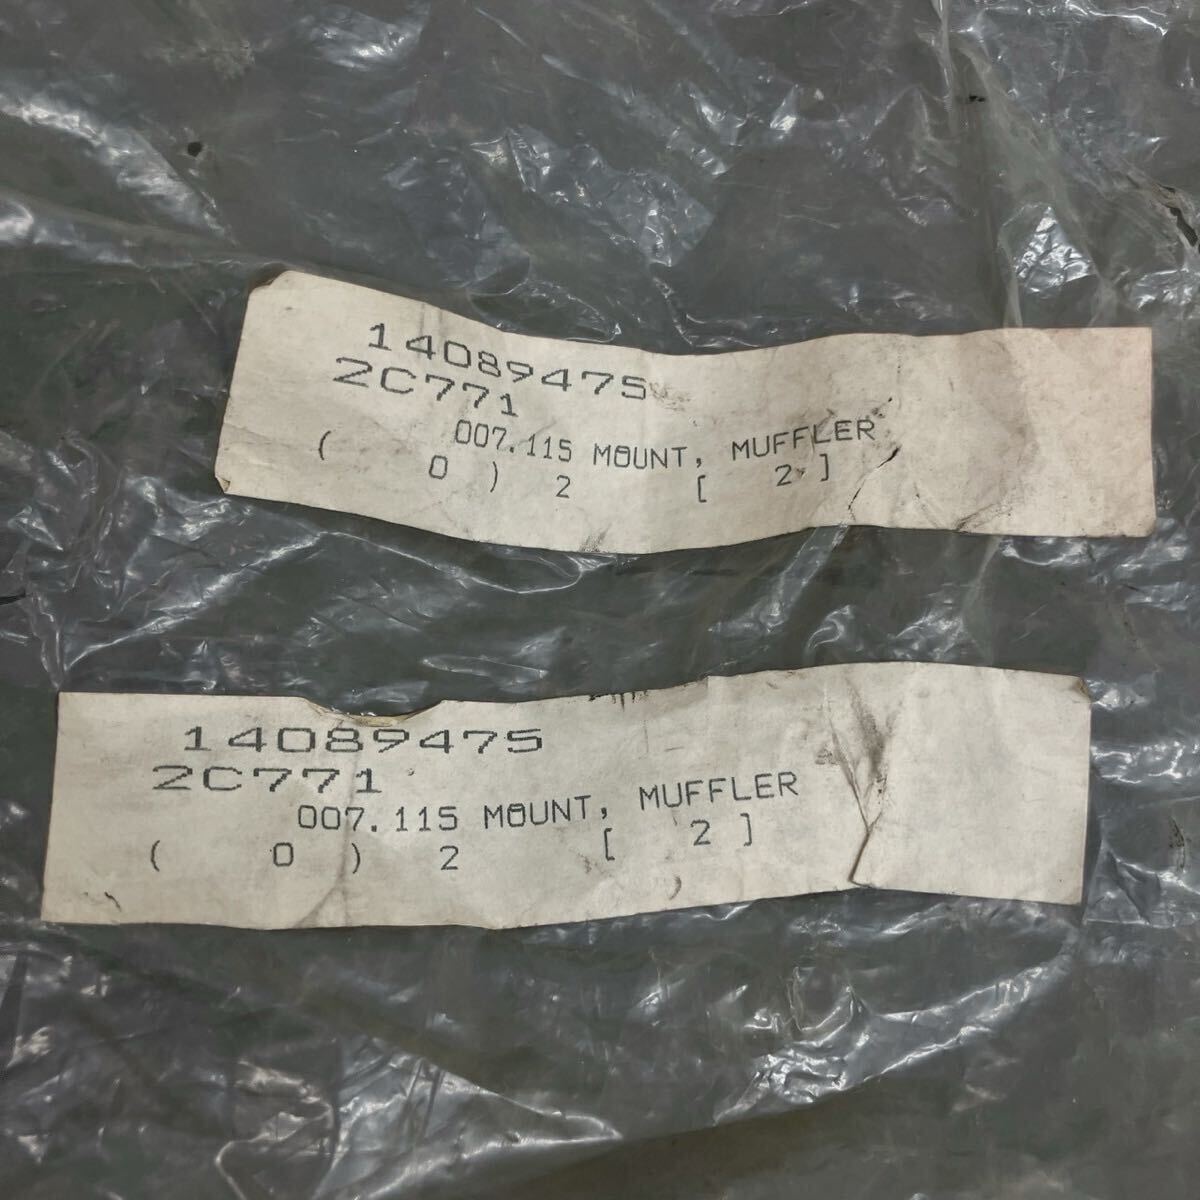 14089475
2C771
007.115 MOUNT, MUFFLER
( 0 ) 2 [ 2 ]
14089475
2C771
007.115 MOUNT, MUFFLER
( 0 ) 2 [ 2 ]